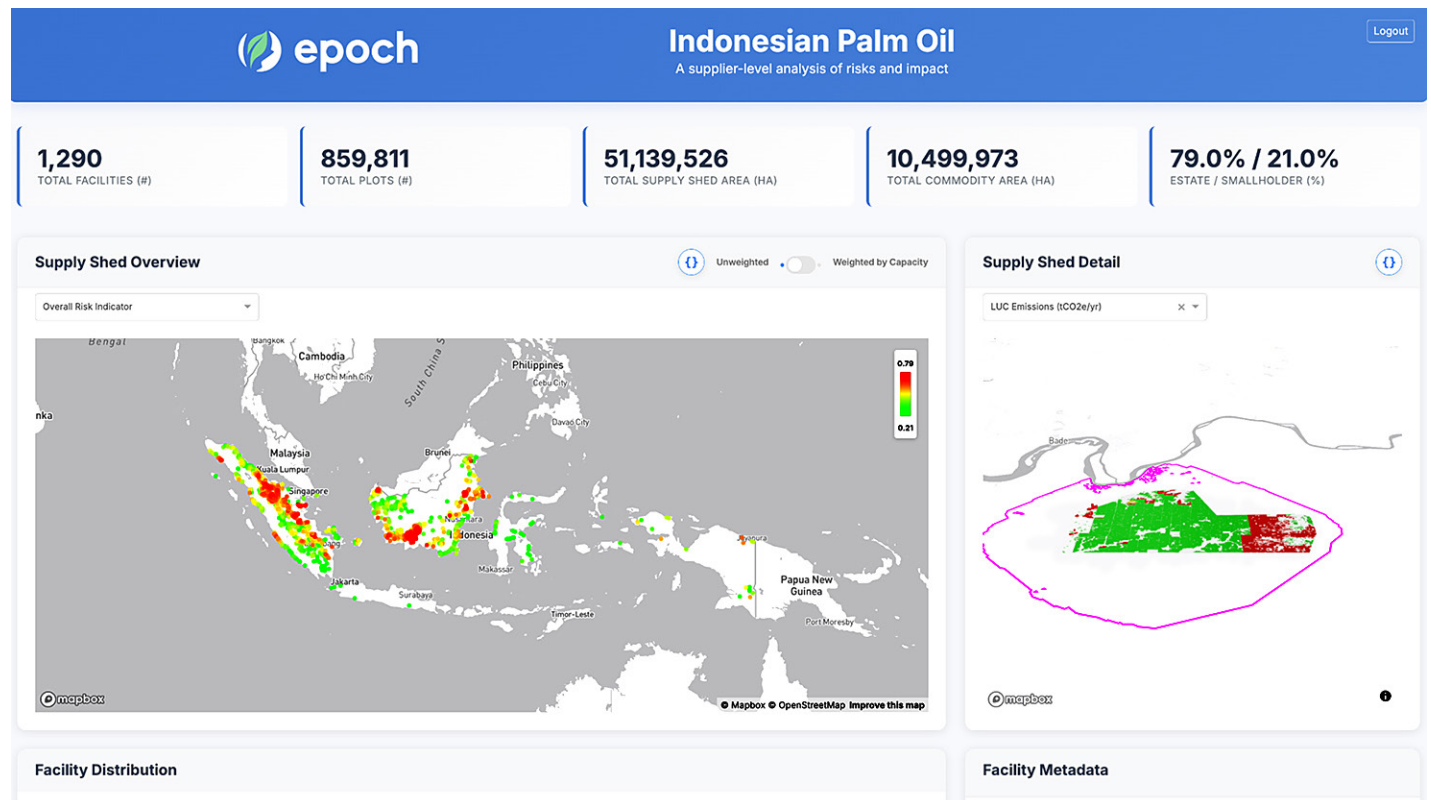 epoch
Indonesian Palm Oil
A supplier-level analysis of risks and impact
Logout
1,290
TOTAL FACILITIES (#)
859,811
TOTAL PLOTS (#)
51,139,526
TOTAL SUPPLY SHED AREA (HA)
10,499,973
TOTAL COMMODITY AREA (HA)
79.0% / 21.0%
ESTATE / SMALLHOLDER (%)
Supply Shed Overview
{} Unweighted Weighted by Capacity
Overall Risk Indicator
Bengal
Bangkok
Cambodia
Ho Chi Minh City
South China S
Philippines
Cebu City
Davao City
nka
Malaysia
Kuala Lumpur
Singapore
Brunei
Nusantara
Indonesia
Makassar
Jakarta
Surabaya
Timor-Leste
Papua New
Guinea
Port Moresby
0.79
0.21
mapbox
© Mapbox © OpenStreetMap Improve this map
Supply Shed Detail
{}
LUC Emissions (tCO2e/yr) ×
Bade
mapbox
Facility Distribution
Facility Metadata